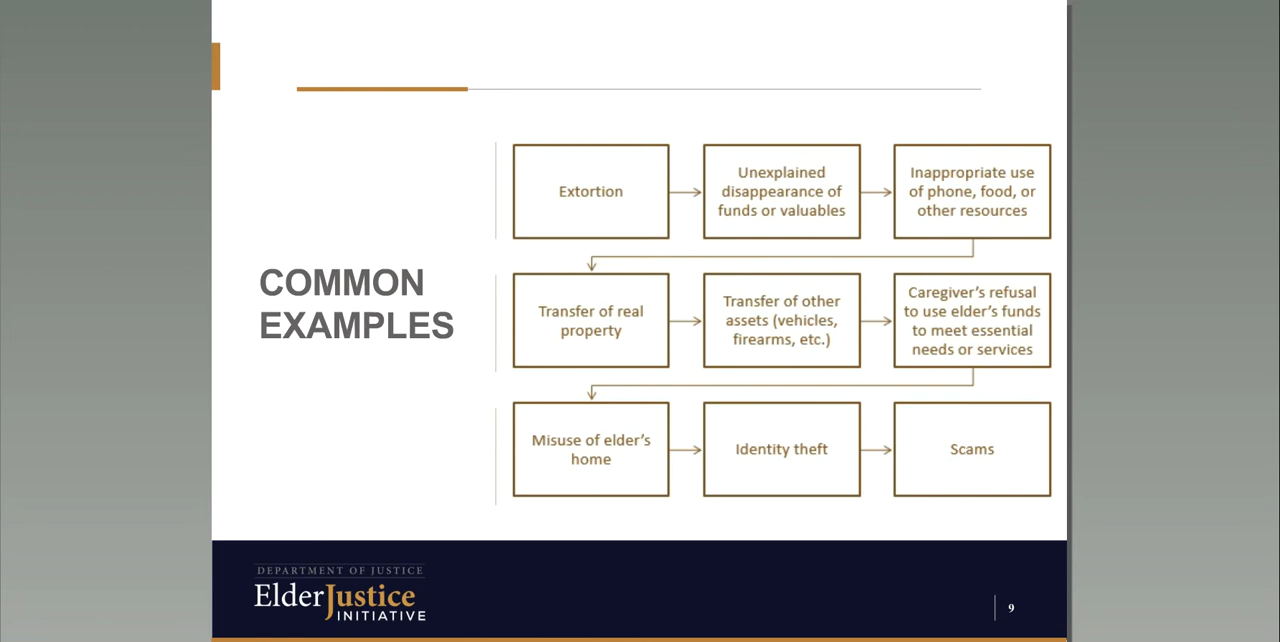 COMMON
EXAMPLES
Extortion
Unexplained
disappearance of
funds or valuables
Inappropriate use
of phone, food, or
other resources
Transfer of real
property
Transfer of other
assets (vehicles,
firearms, etc.)
Caregiver’s refusal
to use elder’s funds
to meet essential
needs or services
Misuse of elder’s
home
Identity theft
Scams
DEPARTMENT OF JUSTICE
ElderJustice
INITIATIVE
9